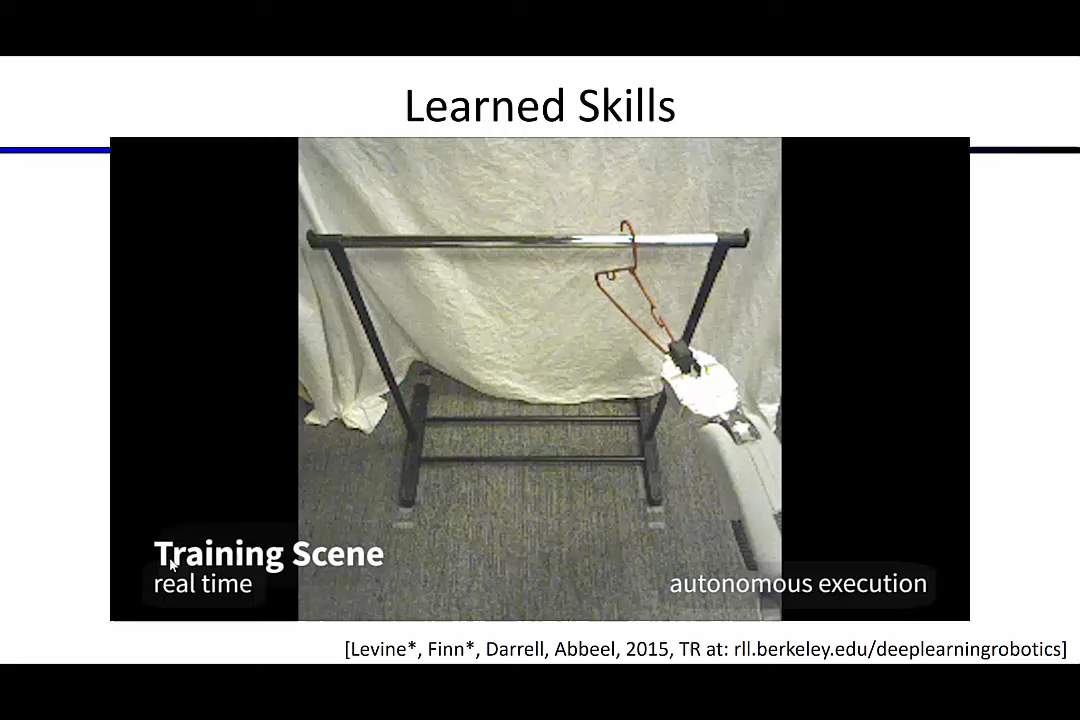 Learned Skills
Training Scene
real time
autonomous execution
[Levine*, Finn*, Darrell, Abbeel, 2015, TR at: rll.berkeley.edu/deeplearningrobotics]